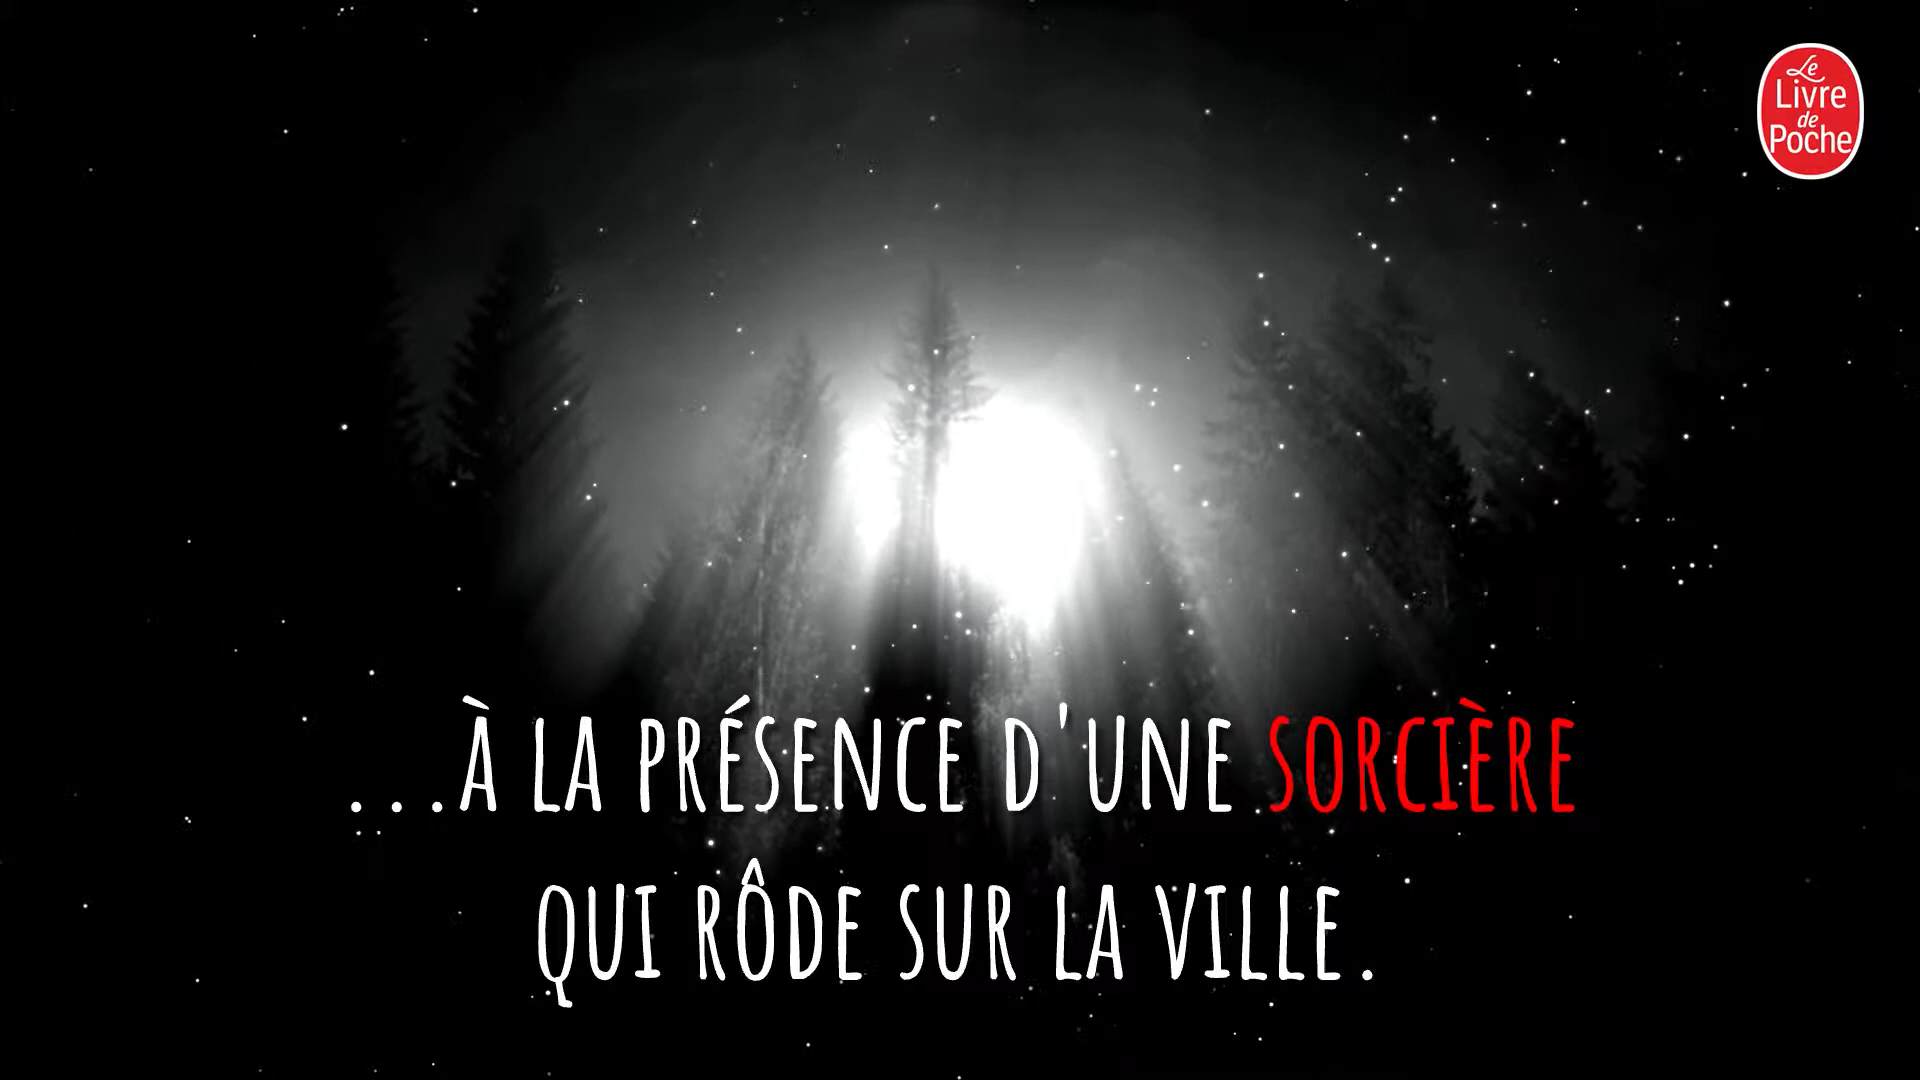 Le
Livre
de
Poche
...À LA PRÉSENCE D'UNE SORCIÈRE
QUI RÔDE SUR LA VILLE.